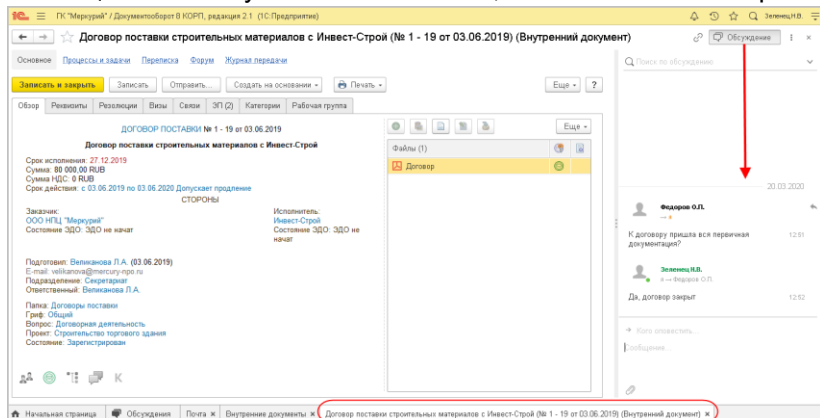 ГК "Меркурий" / Документооборот 8 КОРП, редакция 2.1 (1С:Предприятие)
Зеленец Н.В.
Договор поставки строительных материалов с Инвест-Строй (№ 1 - 19 от 03.06.2019) (Внутренний документ)
Обсуждение
Основное Процессы и задачи Переписка Форум Журнал передачи
Записать и закрыть Записать Отправить... Создать на основании Печать Еще ?
Обзор Реквизиты Резолюции Визы Связи ЭП (2) Категории Рабочая группа
ДОГОВОР ПОСТАВКИ № 1 - 19 от 03.06.2019
Договор поставки строительных материалов с Инвест-Строй
Срок исполнения: 27.12.2019
Сумма: 80 000,00 RUB
Сумма НДС: 0 RUB
Срок действия: с 03.06.2019 по 03.06.2020 Допускает продление
СТОРОНЫ
Заказчик:
ООО НПЦ "Меркурий"
Состояние ЭДО: ЭДО не начат
Исполнитель:
Инвест-Строй
Состояние ЭДО: ЭДО не
начат
Подготовил: Великанова Л.А. (03.06.2019)
E-mail: velikanova@mercury-npo.ru
Подразделение: Секретариат
Ответственный: Великанова Л.А.
Папка: Договоры поставки
Гриф: Общий
Вопрос: Договорная деятельность
Проект: Строительство торгового здания
Состояние: Зарегистрирован
Еще
Файлы (1)
Договор
Поиск по обсуждению
20.03.2020
Федоров О.П.
К договору пришла вся первичная
документация?
12:51
Зеленец Н.В.
я → Федоров О.П.
Да, договор закрыт
12:52
Кого оповестить...
Сообщение...
Начальная страница Обсуждения Почта × Внутренние документы × Договор поставки строительных материалов с Инвест-Строй (№ 1 - 19 от 03.06.2019) (Внутренний документ) ×